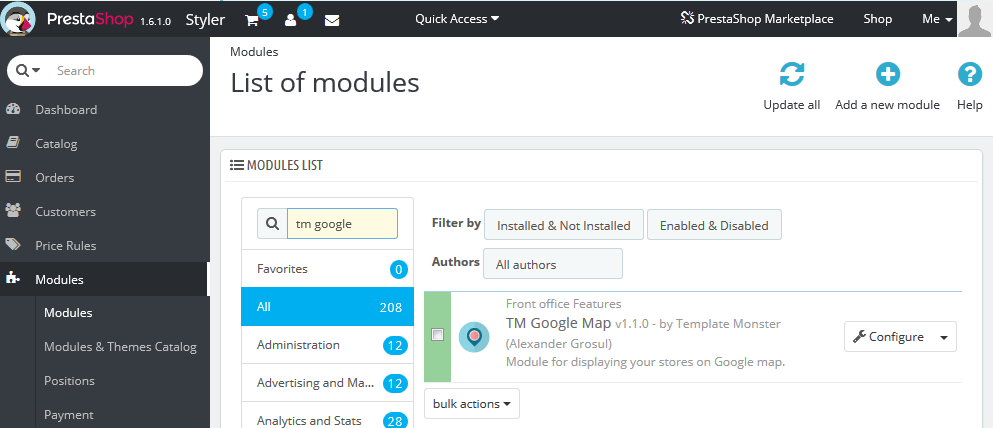 PrestaShop 1.6.1.0 Styler 5 1 Quick Access PrestaShop Marketplace Shop Me
Search
Dashboard
Catalog
Orders
Customers
Price Rules
Modules
Modules
Modules & Themes Catalog
Positions
Payment
Modules
List of modules
Update all
Add a new module
Help
MODULES LIST
tm google
Favorites 0
All 208
Administration 12
Advertising and Ma... 12
Analytics and Stats 28
Filter by Installed & Not Installed Enabled & Disabled
Authors All authors
Front office Features
TM Google Map v1.1.0 - by Template Monster
(Alexander Grosul)
Module for displaying your stores on Google map.
Configure
bulk actions